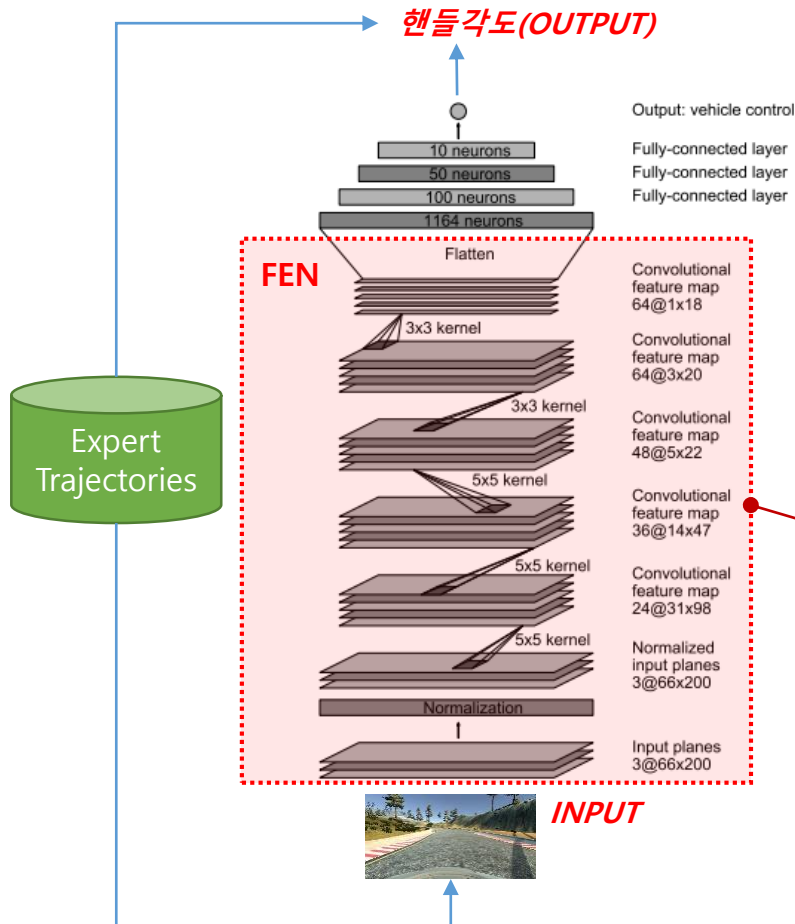 핸들각도(OUTPUT)
Output: vehicle control
10 neurons
Fully-connected layer
50 neurons
Fully-connected layer
100 neurons
Fully-connected layer
1164 neurons
Flatten
FEN
Convolutional
feature map
64@1x18
3x3 kernel
Convolutional
feature map
64@3x20
3x3 kernel
Convolutional
feature map
48@5x22
Expert
Trajectories
5x5 kernel
Convolutional
feature map
36@14x47
5x5 kernel
Convolutional
feature map
24@31x98
5x5 kernel
Normalized
input planes
3@66x200
Normalization
Input planes
3@66x200
INPUT